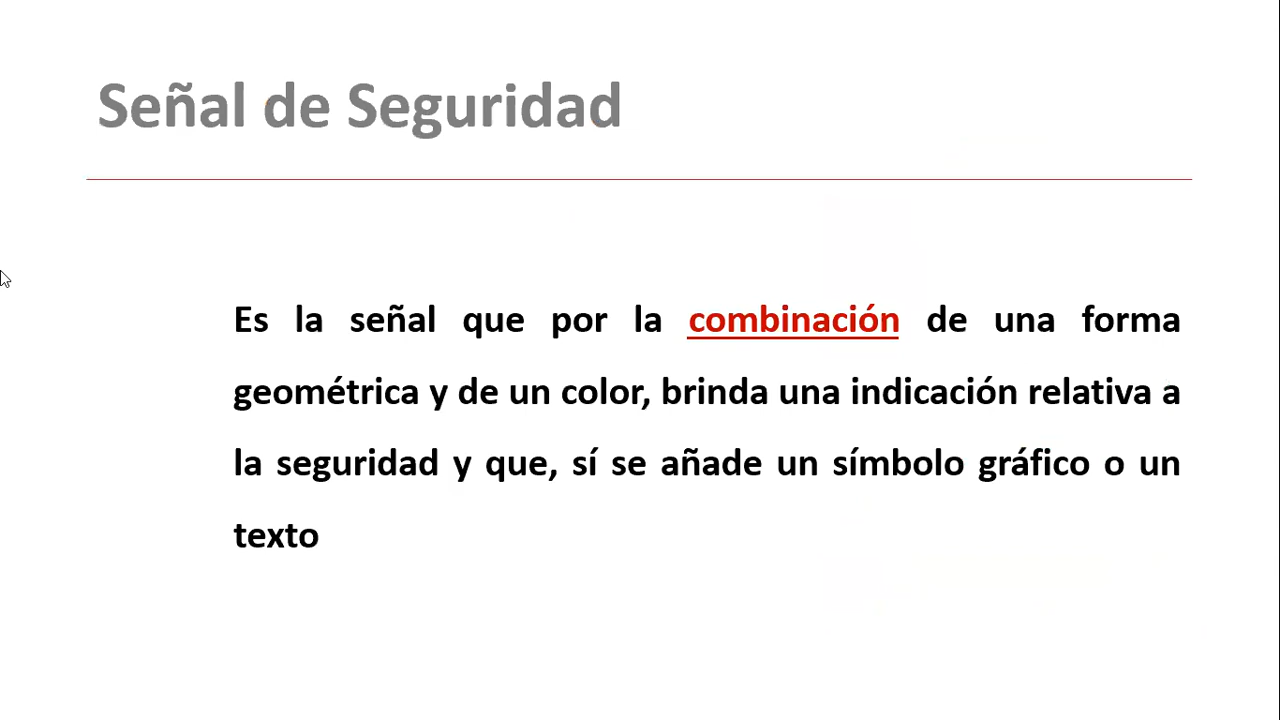 Señal de Seguridad
Es la señal que por la combinación de una forma
geométrica y de un color, brinda una indicación relativa a
la seguridad y que, sí se añade un símbolo gráfico o un
texto